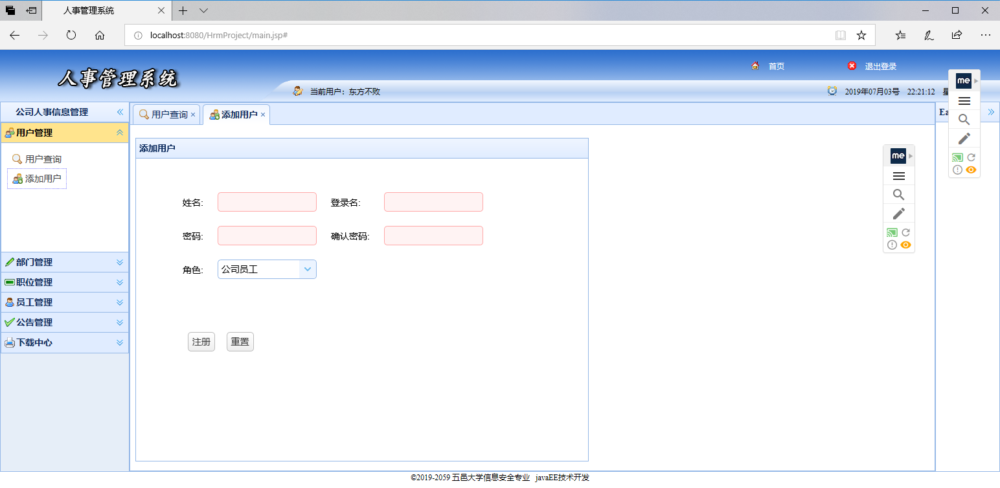 人事管理系统
localhost:8080/HrmProject/main.jsp#
人事管理系统
首页
退出登录
当前用户：东方不败
2019年07月03号 22:21:12
me
公司人事信息管理
用户查询 ×
添加用户 ×
Ea
用户管理
用户查询
添加用户
添加用户
me
姓名:
登录名:
密码:
确认密码:
角色:
公司员工
部门管理
职位管理
员工管理
公告管理
下载中心
注册
重置
©2019-2059 五邑大学信息安全专业 javaEE技术开发